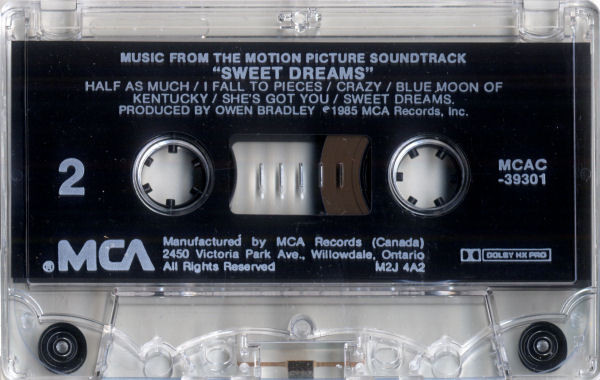 MUSIC FROM THE MOTION PICTURE SOUNDTRACK
"SWEET DREAMS"
HALF AS MUCH / I FALL TO PIECES / CRAZY / BLUE MOON OF
KENTUCKY / SHE'S GOT YOU / SWEET DREAMS.
PRODUCED BY OWEN BRADLEY ℗1985 MCA Records, Inc.
2
MCAC
-39301
MCA®
Manufactured by MCA Records (Canada)
2450 Victoria Park Ave., Willowdale, Ontario
All Rights Reserved M2J 4A2
DOLBY HX PRO